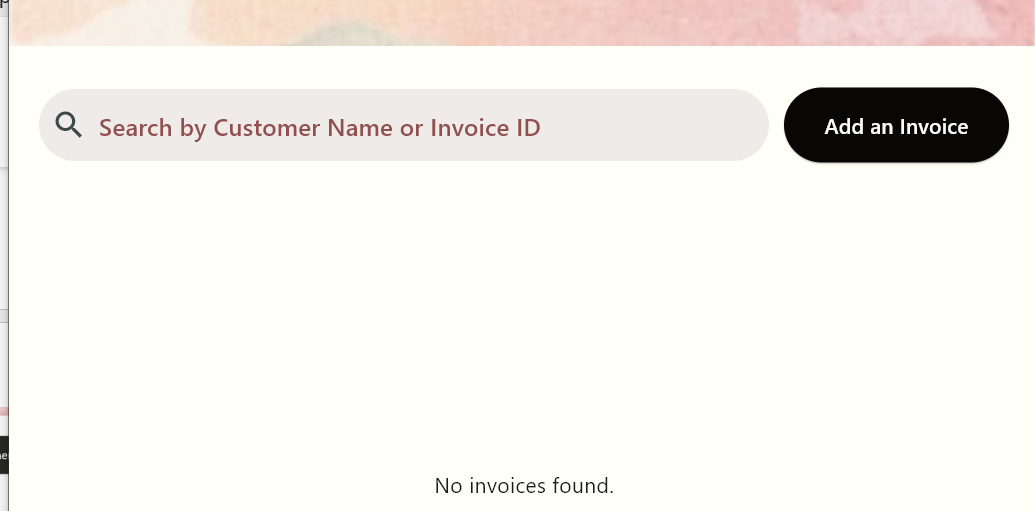 Search by Customer Name or Invoice ID
Add an Invoice
No invoices found.